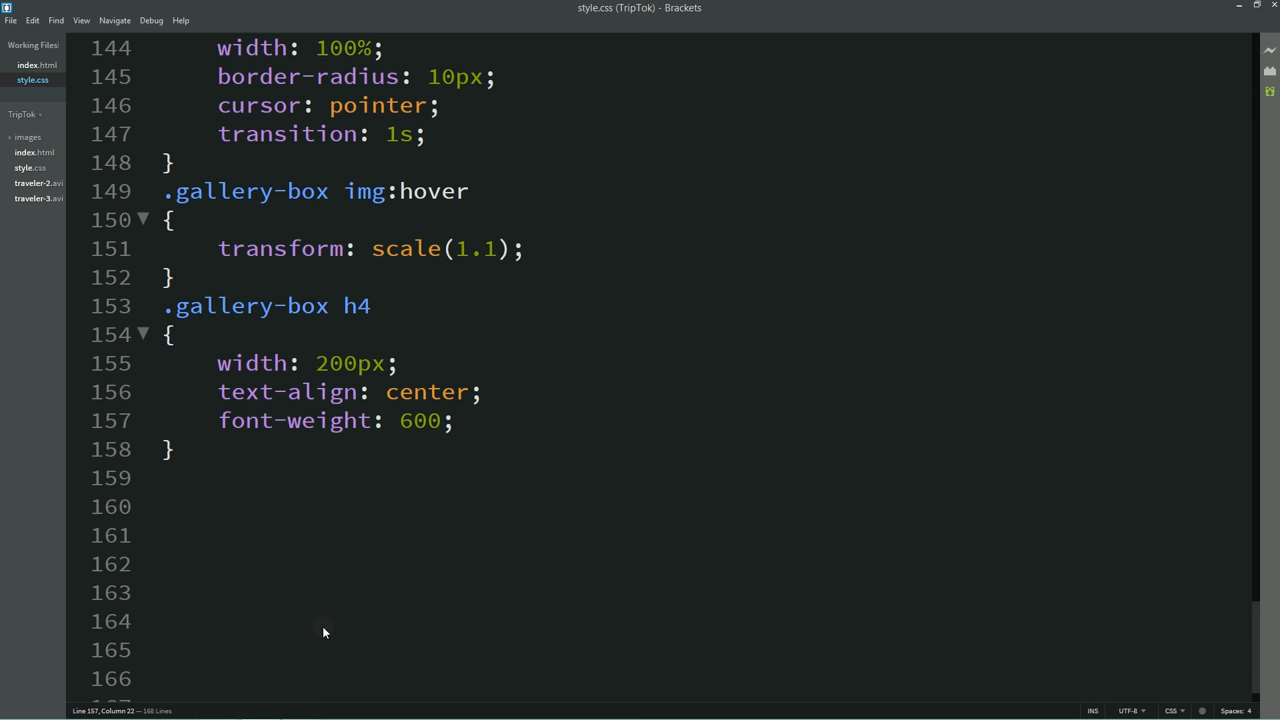 style.css (TripTok) - Brackets
File Edit Find View Navigate Debug Help
Working Files
index.html
style.css
TripTok
images
index.html
style.css
traveler-2.avi
traveler-3.avi
144 width: 100%;
145 border-radius: 10px;
146 cursor: pointer;
147 transition: 1s;
148 }
149 .gallery-box img:hover
150 {
151 transform: scale(1.1);
152 }
153 .gallery-box h4
154 {
155 width: 200px;
156 text-align: center;
157 font-weight: 600;
158 }
159
160
161
162
163
164
165
166
Line 157, Column 22 — 168 Lines
INS UTF-8 CSS Spaces: 4